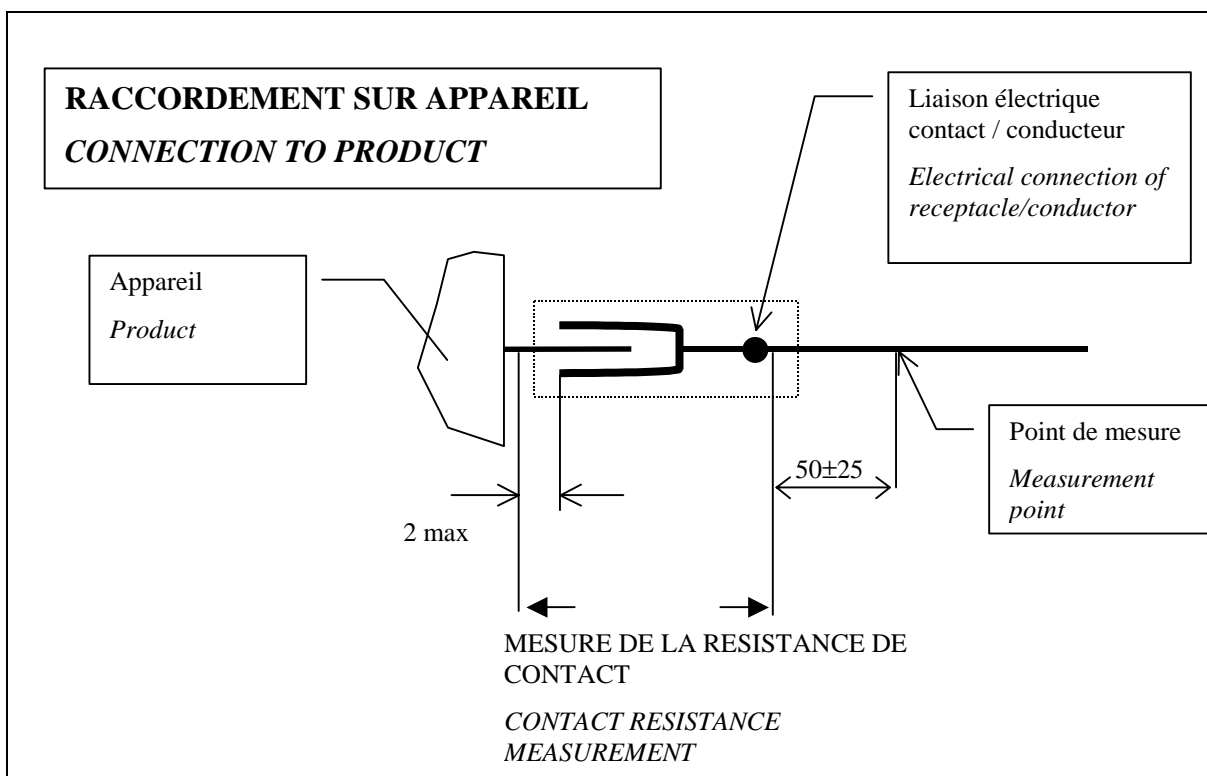 RACCORDEMENT SUR APPAREIL
CONNECTION TO PRODUCT
Liaison électrique
contact / conducteur
Electrical connection of
receptacle/conductor
Appareil
Product
Point de mesure
Measurement
point
50±25
2 max
MESURE DE LA RESISTANCE DE
CONTACT
CONTACT RESISTANCE
MEASUREMENT